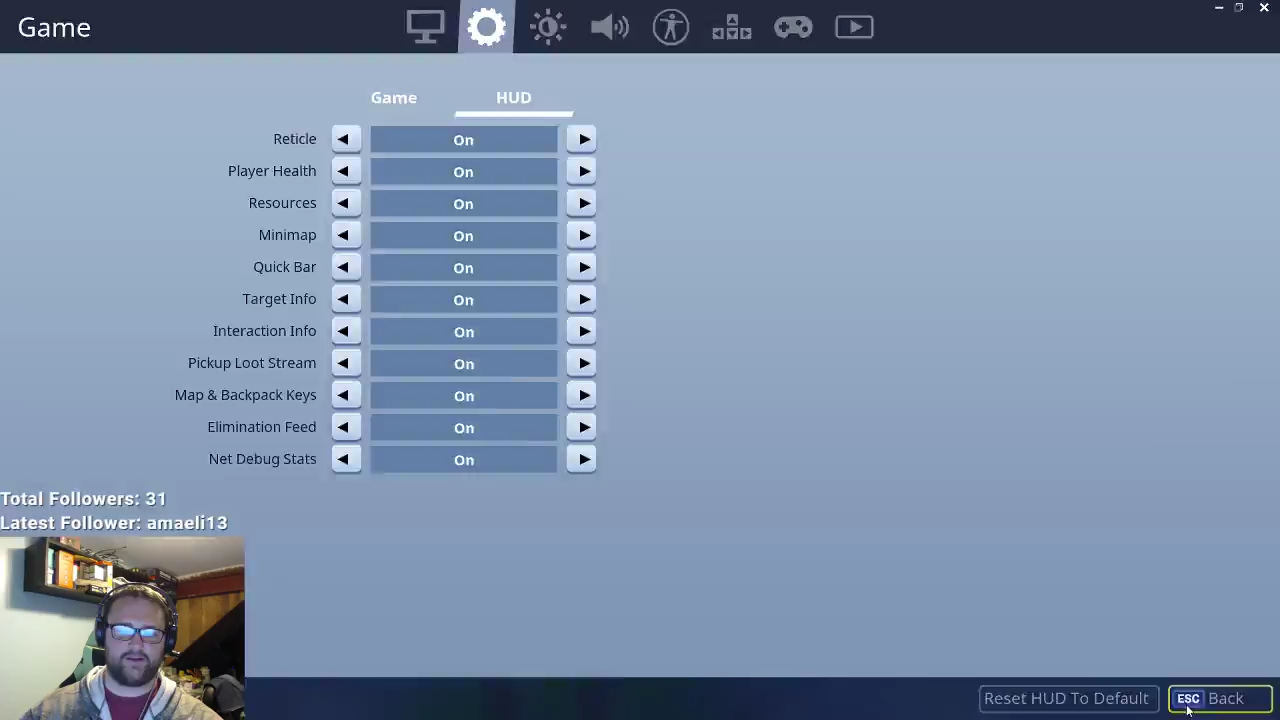 Game
Game HUD
Reticle On
Player Health On
Resources On
Minimap On
Quick Bar On
Target Info On
Interaction Info On
Pickup Loot Stream On
Map & Backpack Keys On
Elimination Feed On
Net Debug Stats On
Total Followers: 31
Latest Follower: amaeli13
Reset HUD To Default ESC Back